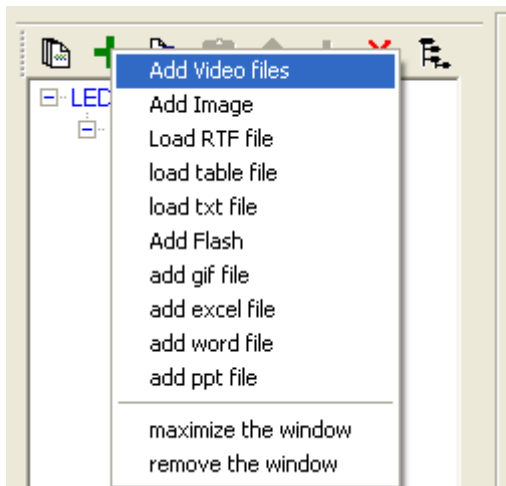 LED
Add Video files
Add Image
Load RTF file
load table file
load txt file
Add Flash
add gif file
add excel file
add word file
add ppt file
maximize the window
remove the window